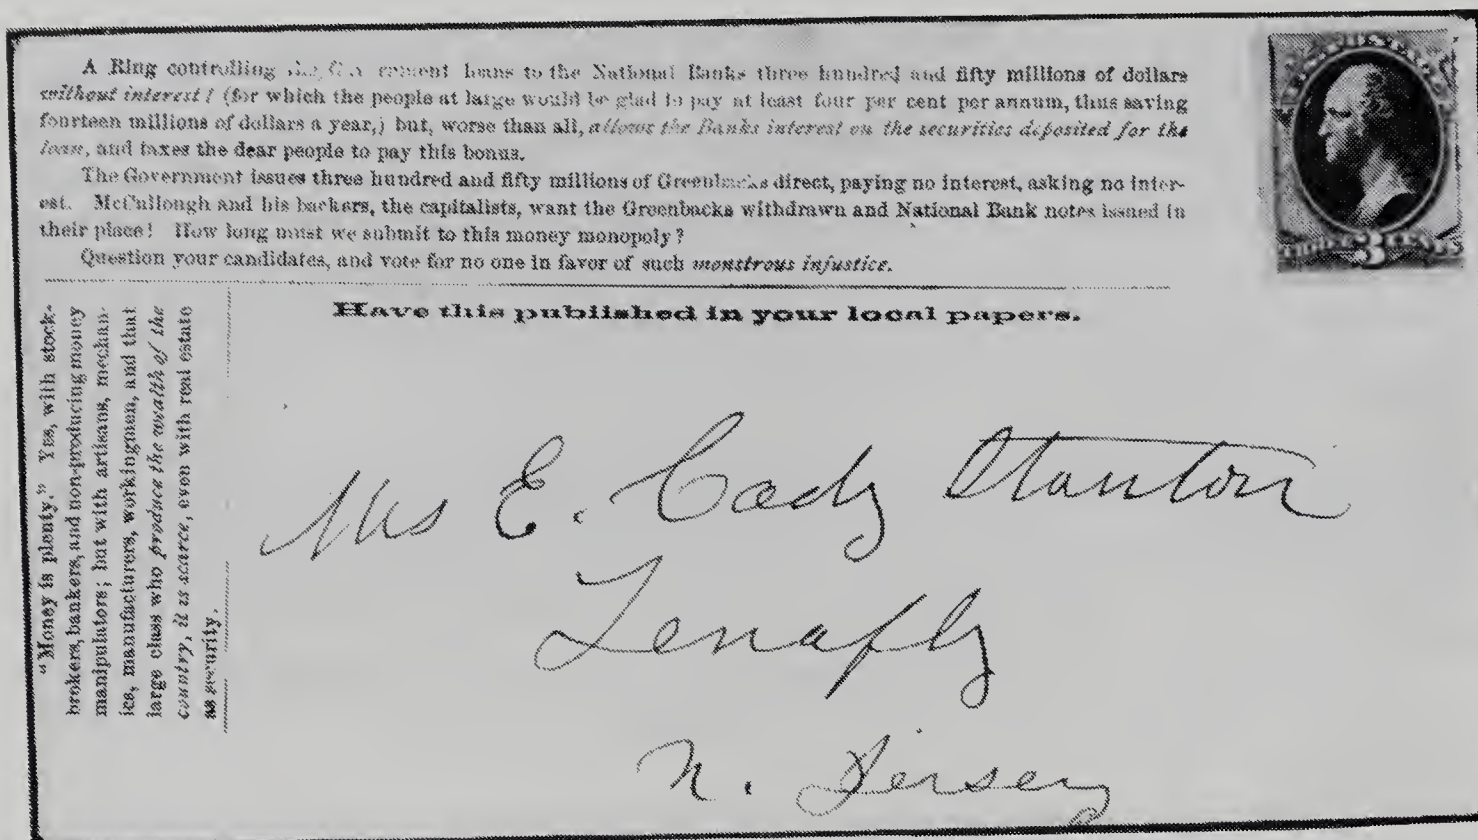 A Ring controlling the Government loans to the National Banks three hundred and fifty millions of dollars
without interest! (for which the people at large would be glad to pay at least four per cent per annum, thus saving
fourteen millions of dollars a year,) but, worse than all, allows the Banks interest on the securities deposited for the
loan, and taxes the dear people to pay this bonus.
The Government issues three hundred and fifty millions of Greenbacks direct, paying no interest, asking no inter-
est. McCullough and his backers, the capitalists, want the Greenbacks withdrawn and National Bank notes issued in
their place! How long must we submit to this money monopoly?
Question your candidates, and vote for no one in favor of such monstrous injustice.
Have this published in your local papers.
"Money is plenty." Yes, with stock-
brokers, bankers, and non-producing money
manipulators; but with artisans, mechan-
ics, manufacturers, workingmen, and that
large class who produce the wealth of the
country, it is scarce, even with real estate
as security.
Mrs E. Cady Stanton
Tenafly
N. Jersey
3 CENTS